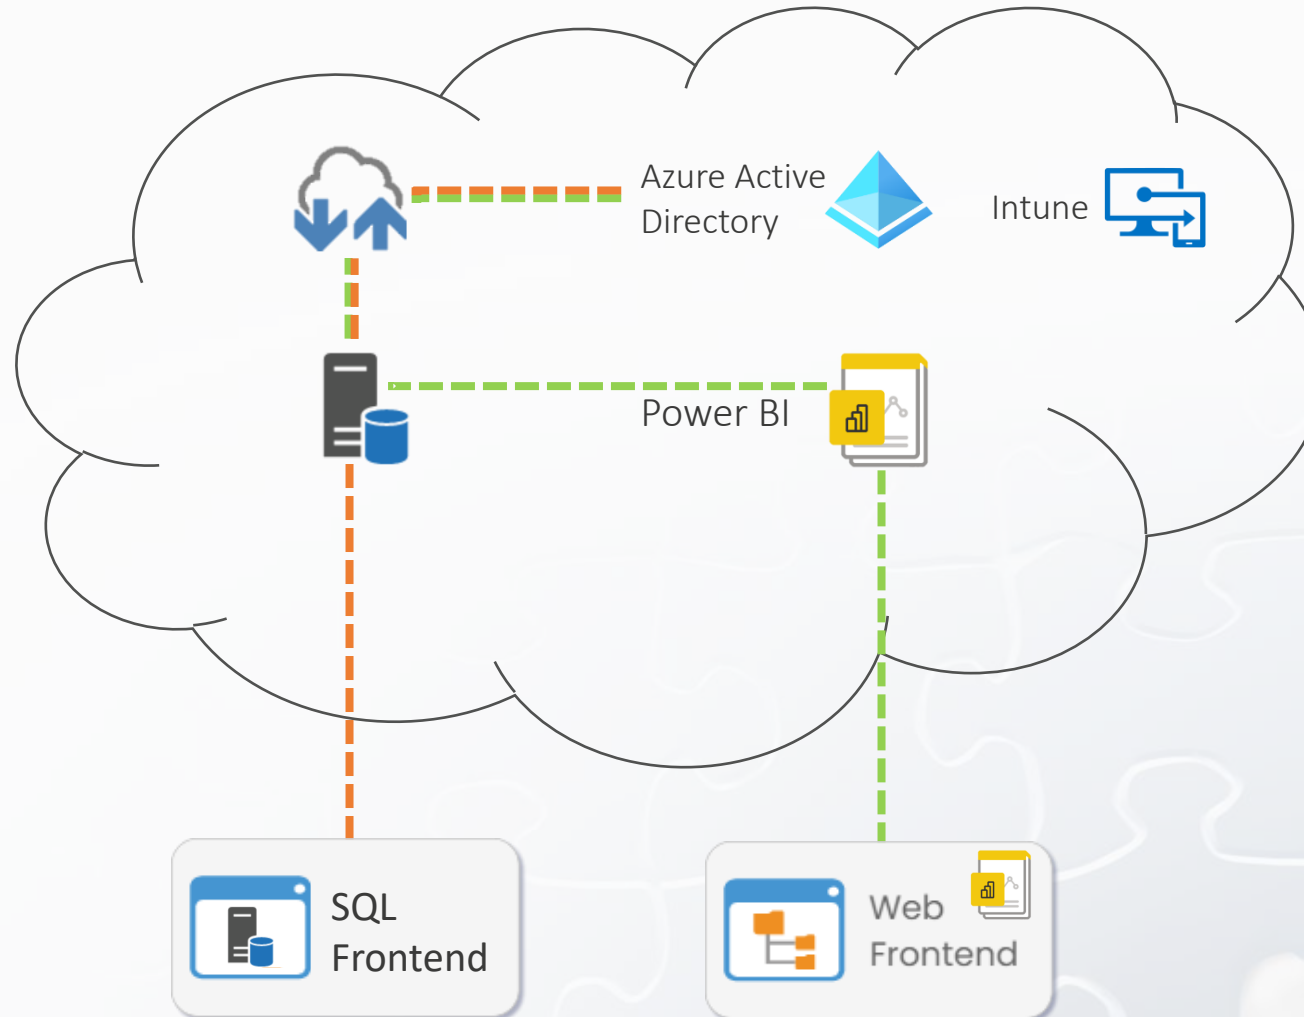 Azure Active
Directory
Intune
Power BI
SQL
Frontend
Web
Frontend